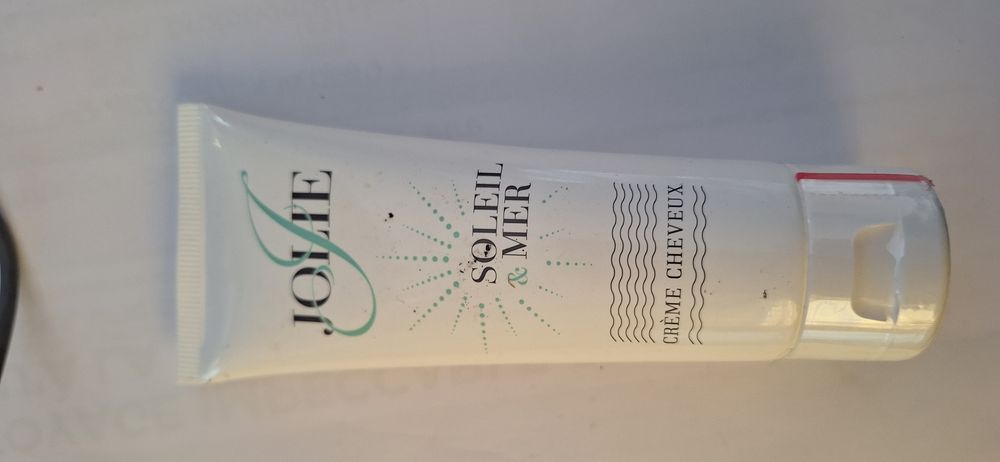 J
JOLIE
SOLEIL
& MER
CRÈME CHEVEUX